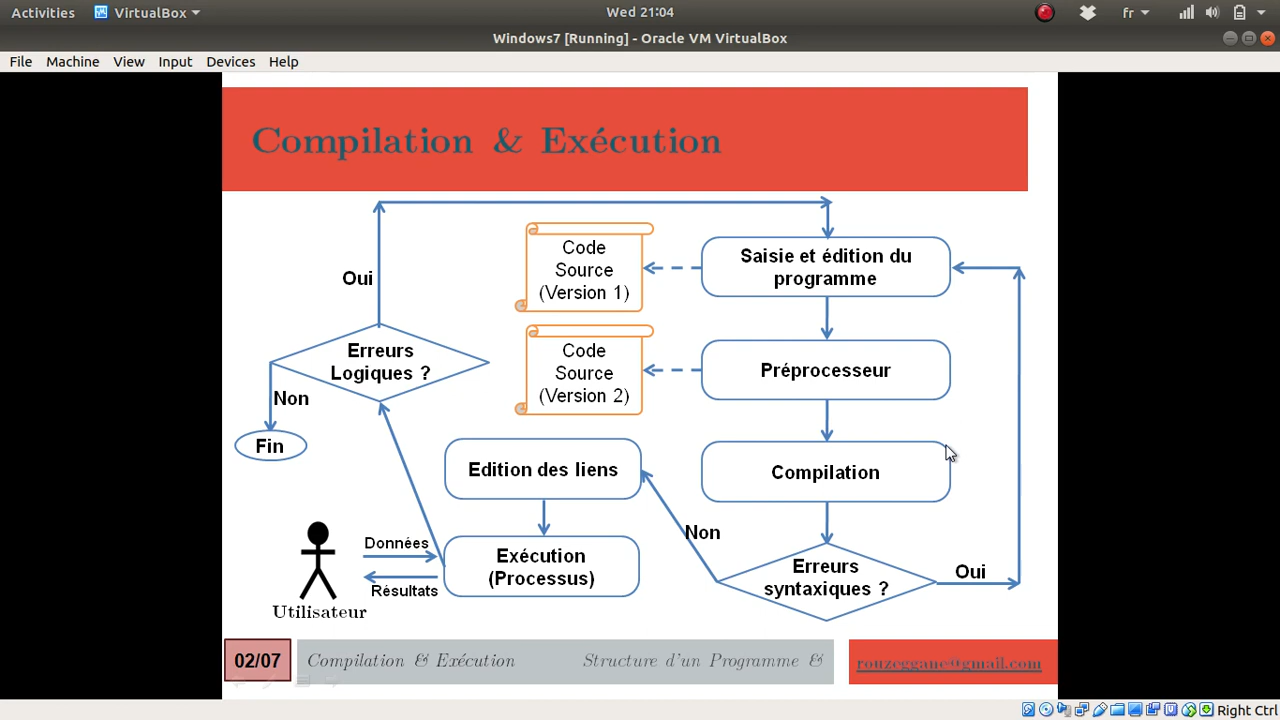 Activities VirtualBox Wed 21:04 fr
Windows7 [Running] - Oracle VM VirtualBox
File Machine View Input Devices Help
Compilation & Exécution
Saisie et édition du
programme
Code
Source
(Version 1)
Oui
Erreurs
Logiques ?
Code
Source
(Version 2)
Préprocesseur
Non
Fin
Edition des liens
Compilation
Non
Données
Exécution
(Processus)
Erreurs
syntaxiques ?
Oui
Résultats
Utilisateur
02/07
Compilation & Exécution
Structure d'un Programme &
rouzeggane@gmail.com
Right Ctrl